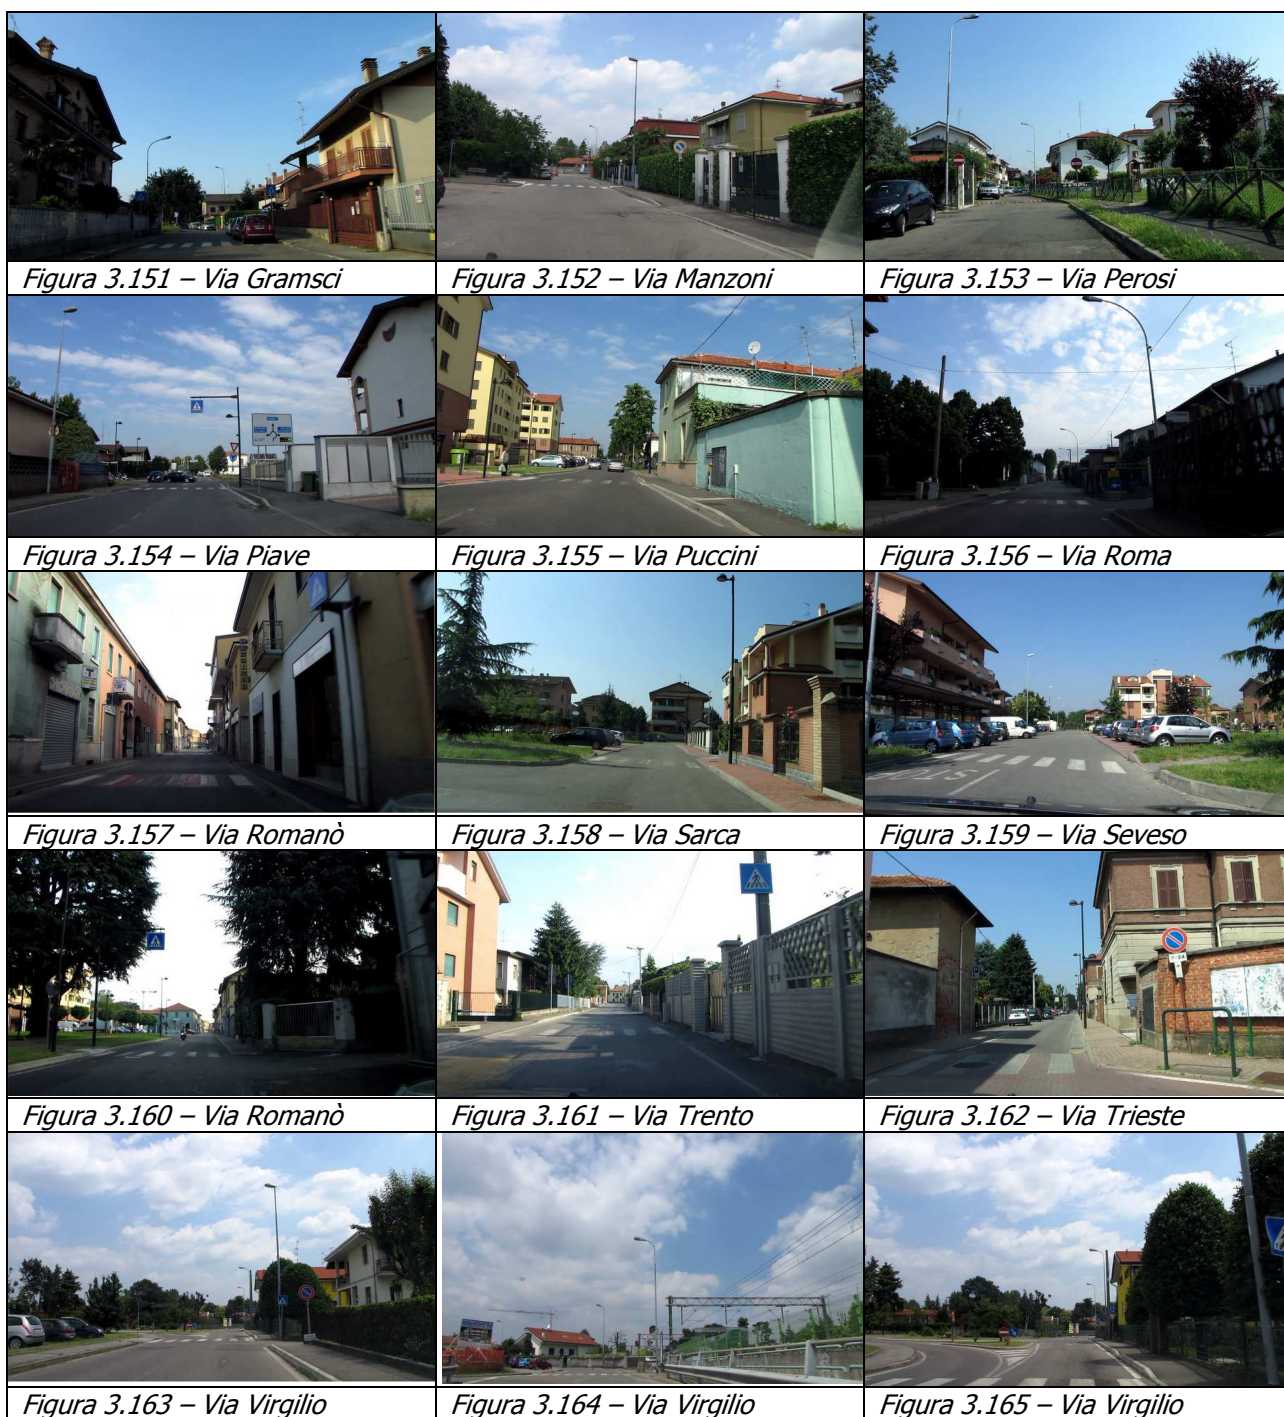 Figura 3.151 – Via Gramsci
Figura 3.152 – Via Manzoni
Figura 3.153 – Via Perosi
Figura 3.154 – Via Piave
Figura 3.155 – Via Puccini
Figura 3.156 – Via Roma
Figura 3.157 – Via Romanò
Figura 3.158 – Via Sarca
STOP
Figura 3.159 – Via Seveso
Figura 3.160 – Via Romanò
Figura 3.161 – Via Trento
Figura 3.162 – Via Trieste
Figura 3.163 – Via Virgilio
Figura 3.164 – Via Virgilio
Figura 3.165 – Via Virgilio